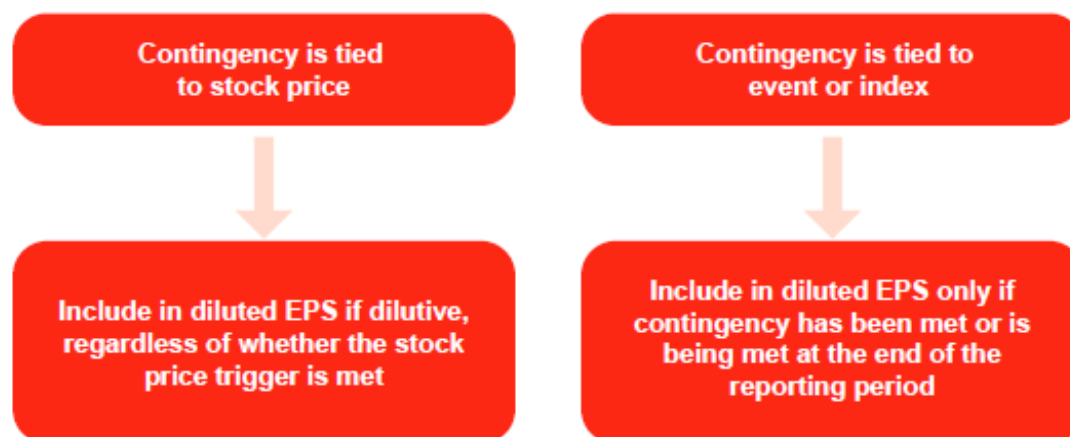 Contingency is tied
to stock price
Contingency is tied to
event or index
Include in diluted EPS if dilutive,
regardless of whether the stock
price trigger is met
Include in diluted EPS only if
contingency has been met or is
being met at the end of the
reporting period